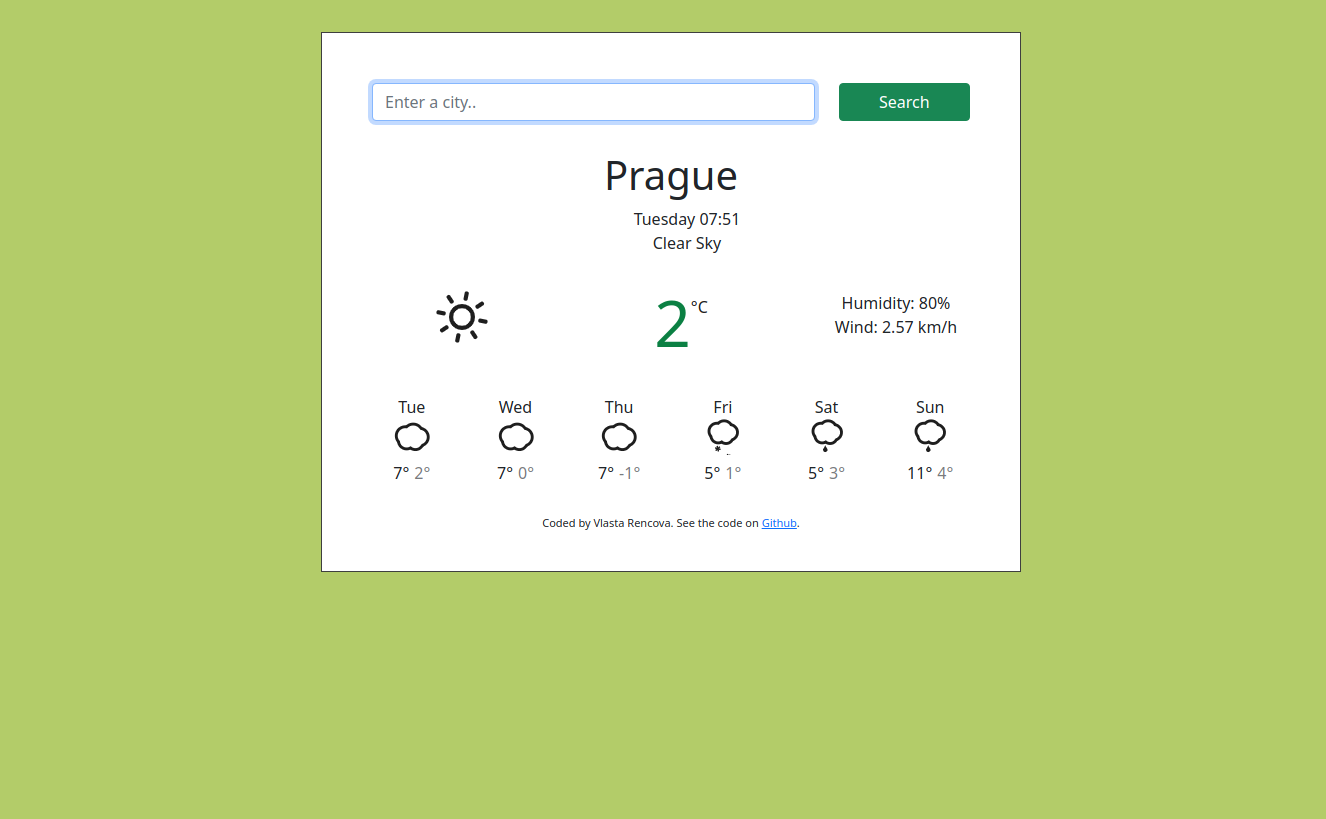 Enter a city..
Search
Prague
Tuesday 07:51
Clear Sky
2 °C
Humidity: 80%
Wind: 2.57 km/h
Tue Wed Thu Fri Sat Sun
7° 2° 7° 0° 7° -1° 5° 1° 5° 3° 11° 4°
Coded by Vlasta Rencova. See the code on Github.